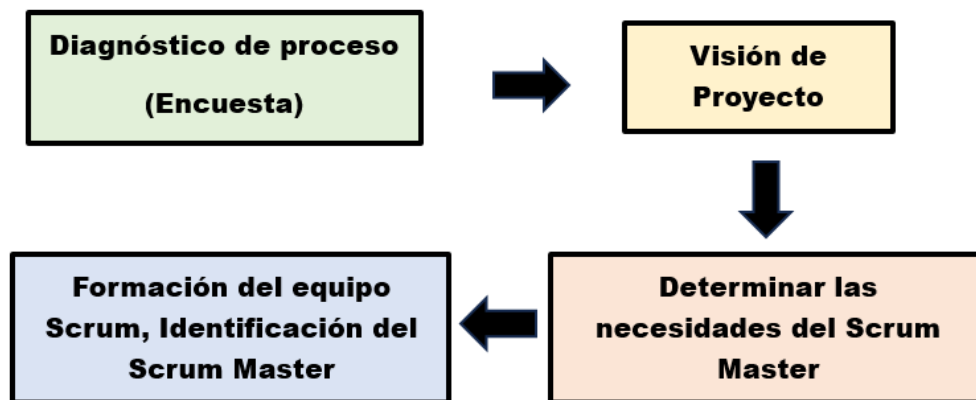 Diagnóstico de proceso
(Encuesta)
Visión de
Proyecto
Determinar las
necesidades del Scrum
Master
Formación del equipo
Scrum, Identificación del
Scrum Master